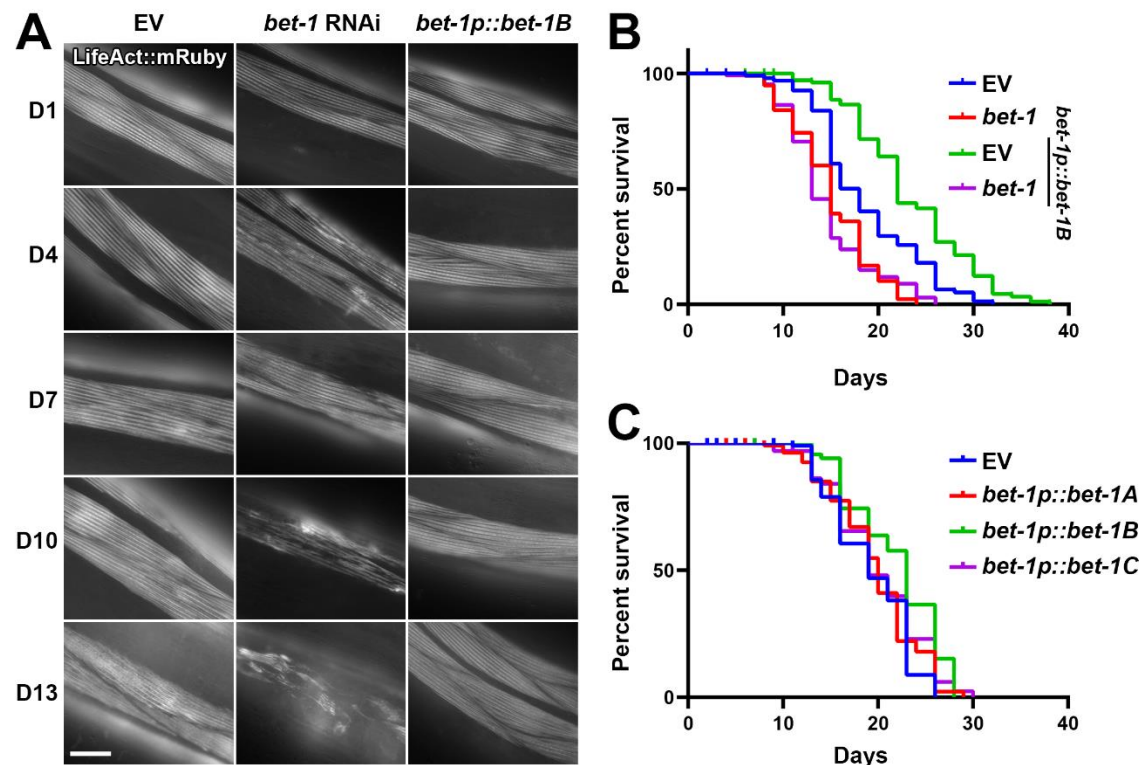 A
EV
bet-1 RNAi
bet-1p::bet-1B
LifeAct::mRuby
D1
D4
D7
D10
D13
B
Percent survival
100
50
0
0 10 20 30 40
Days
EV
bet-1
EV
bet-1
bet-1p::bet-1B
C
Percent survival
100
50
0
0 10 20 30 40
Days
EV
bet-1p::bet-1A
bet-1p::bet-1B
bet-1p::bet-1C